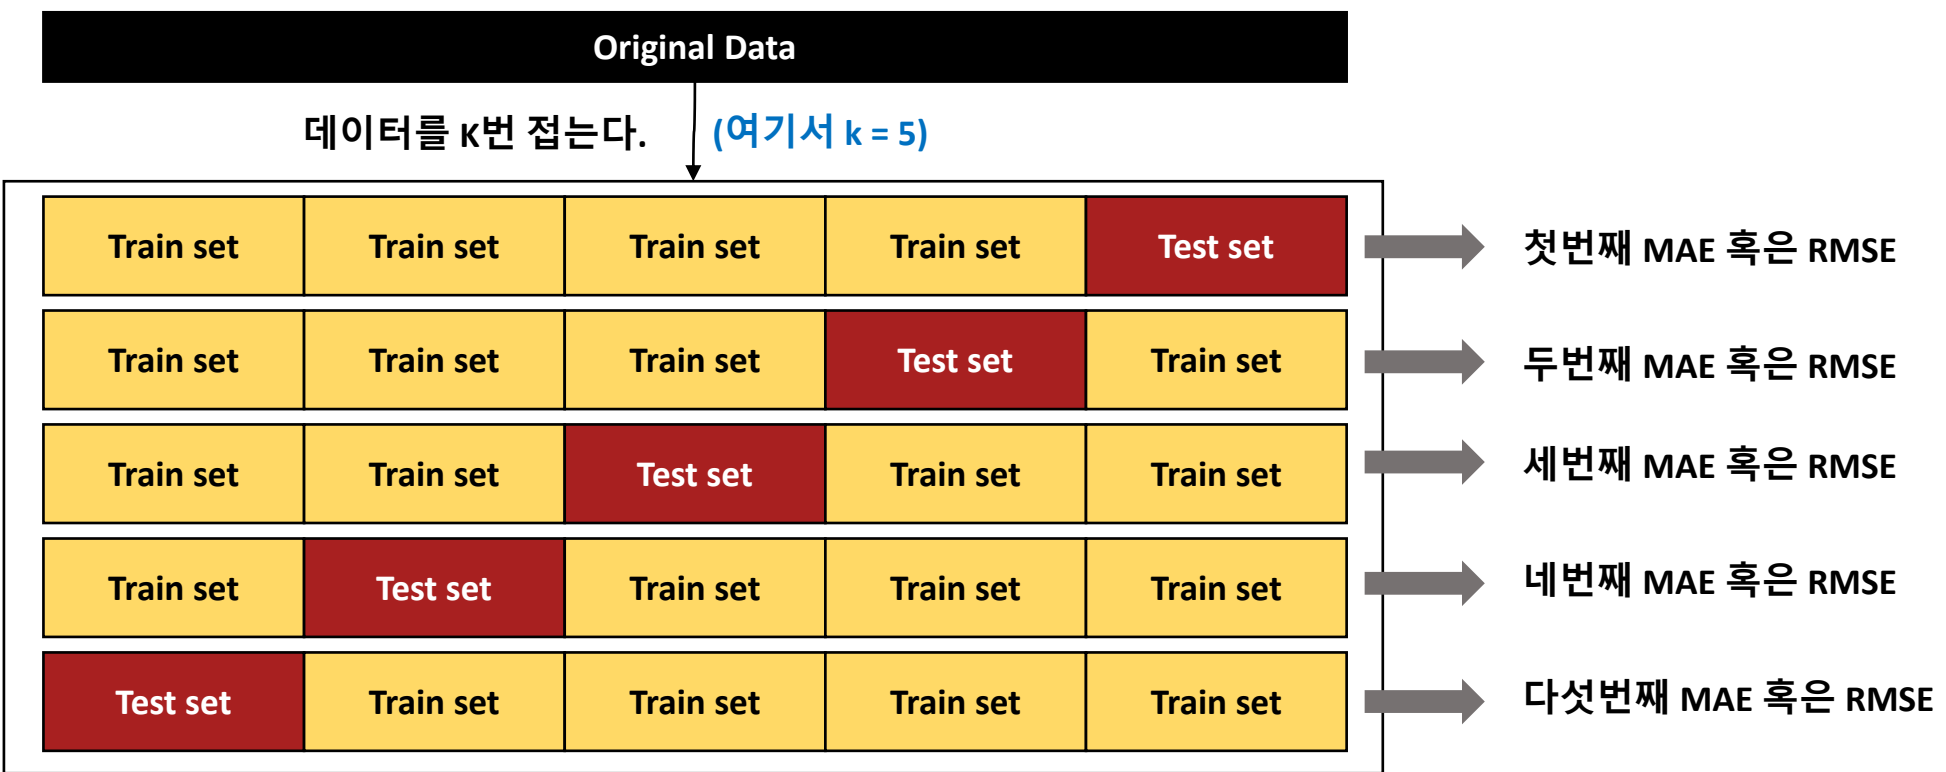 Original Data
데이터를 K번 접는다. (여기서 k = 5)
Train set Train set Train set Train set Test set 첫번째 MAE 혹은 RMSE
Train set Train set Train set Test set Train set 두번째 MAE 혹은 RMSE
Train set Train set Test set Train set Train set 세번째 MAE 혹은 RMSE
Train set Test set Train set Train set Train set 네번째 MAE 혹은 RMSE
Test set Train set Train set Train set Train set 다섯번째 MAE 혹은 RMSE